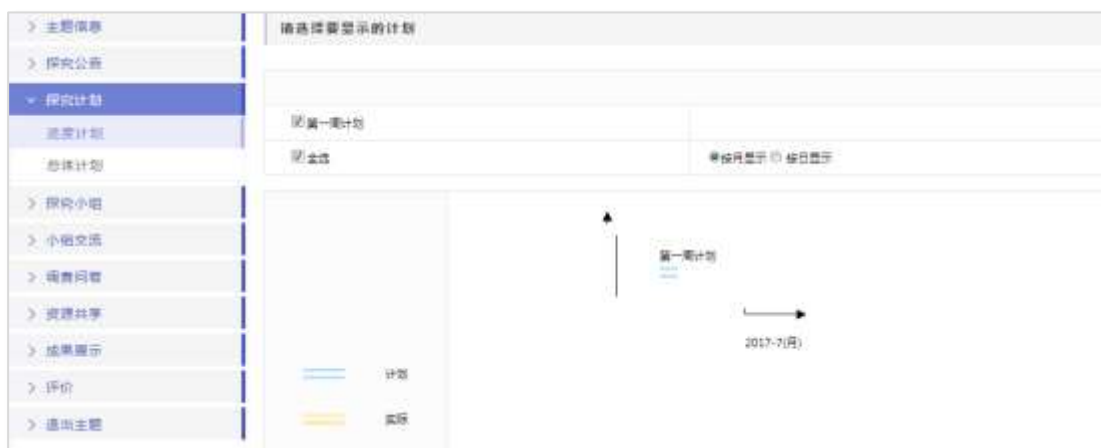 主题信息
探究公告
探究计划
进度计划
总体计划
探究小组
小组交流
调查问卷
资源共享
成果展示
评价
退出主题
请选择要显示的计划
第一周计划
全选
按月显示 按日显示
第一周计划
2017-7(月)
计划
实际